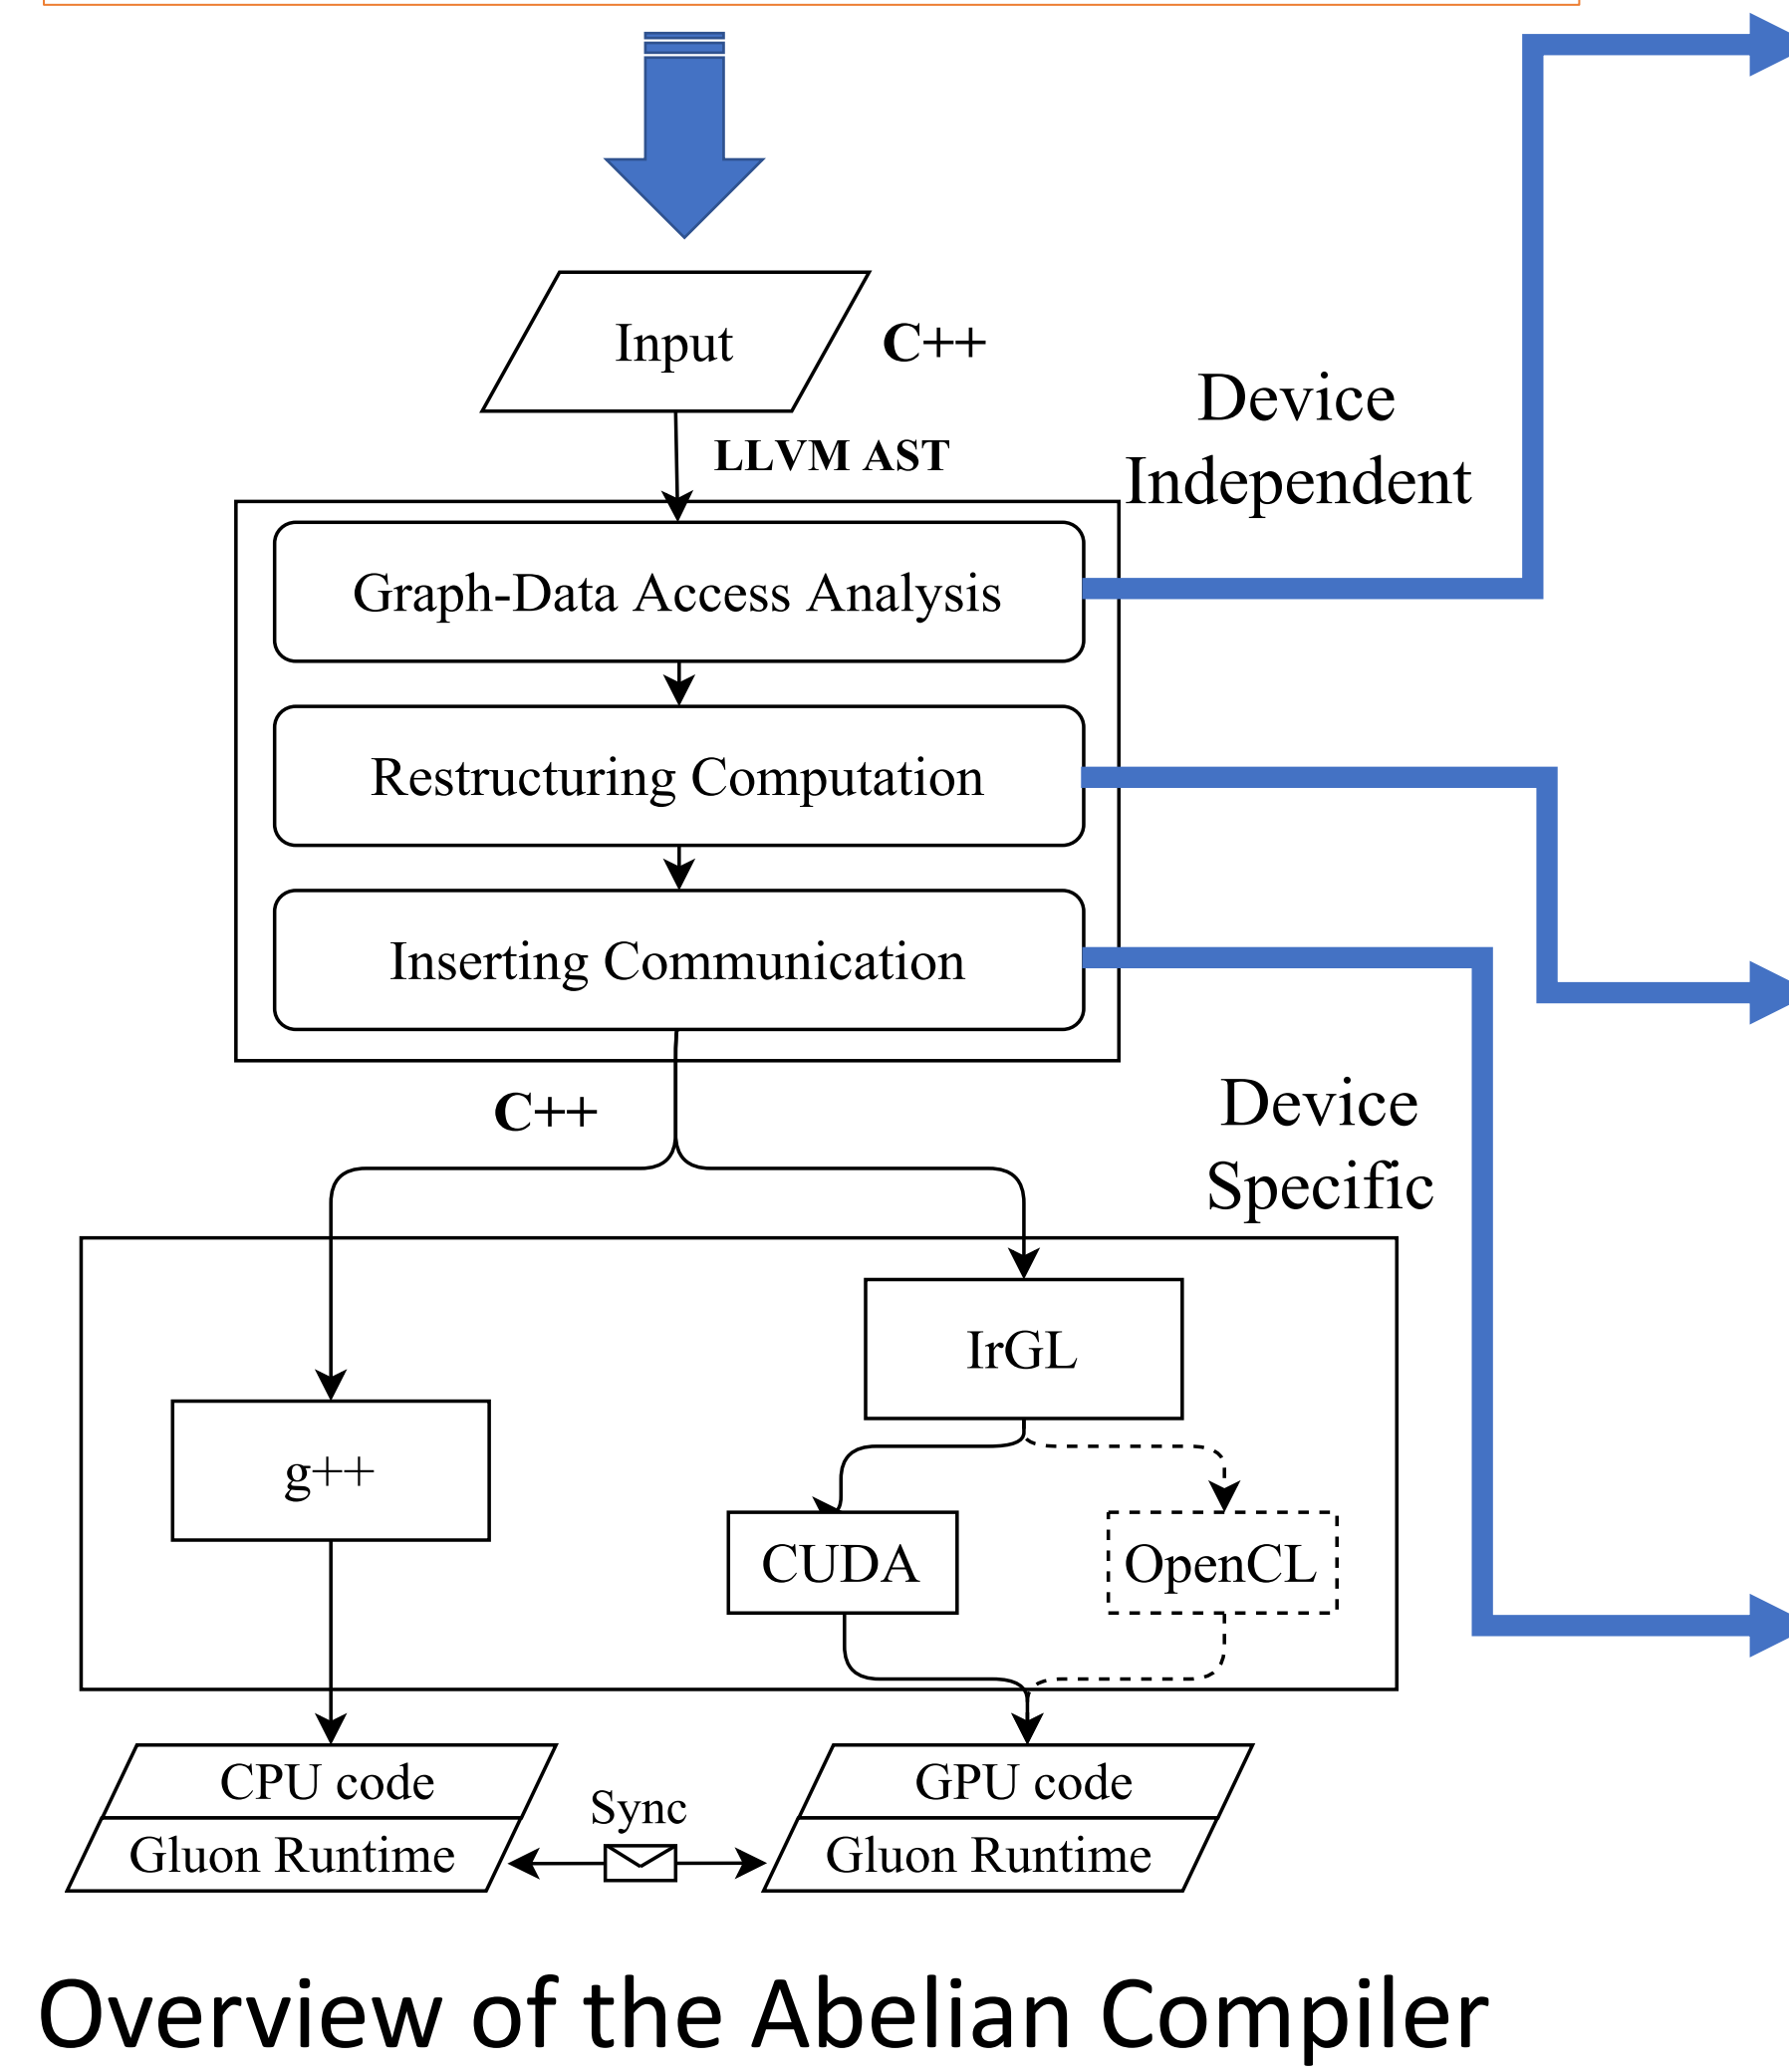 Input
C++
LLVM AST
Device
Independent
Graph-Data Access Analysis
Restructuring Computation
Inserting Communication
C++
Device
Specific
IrGL
g++
CUDA
OpenCL
CPU code
Gluon Runtime
Sync
GPU code
Gluon Runtime
Overview of the Abelian Compiler